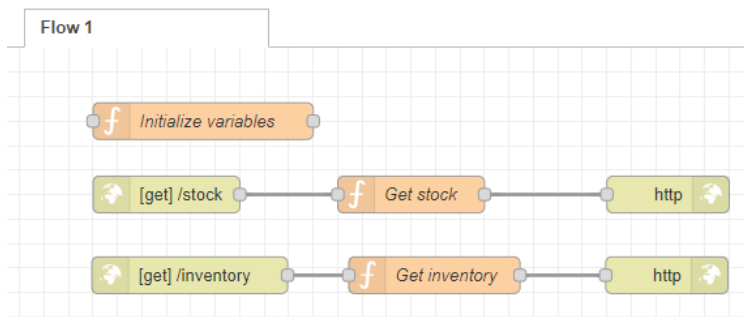 Flow 1
Initialize variables
[get] /stock Get stock http
[get] /inventory Get inventory http